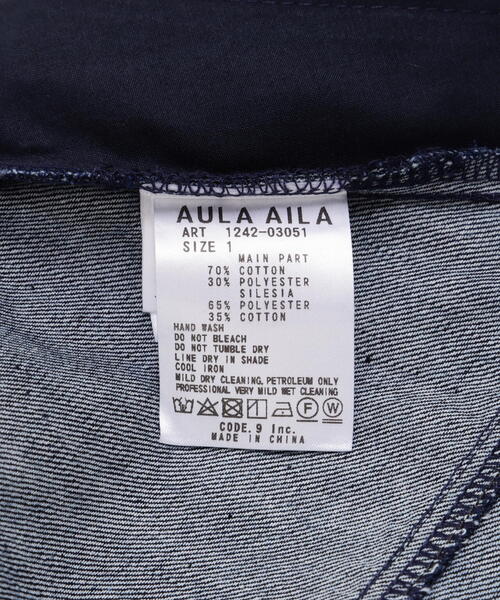 AULA AILA
ART 1242-03051
SIZE 1
MAIN PART
70% COTTON
30% POLYESTER
SILESIA
65% POLYESTER
35% COTTON
HAND WASH
DO NOT BLEACH
DO NOT TUMBLE DRY
LINE DRY IN SHADE
COOL IRON
MILD DRY CLEANING, PETROLEUM ONLY
PROFESSIONAL VERY MILD WET CLEANING
F W
CODE.9 Inc.
MADE IN CHINA